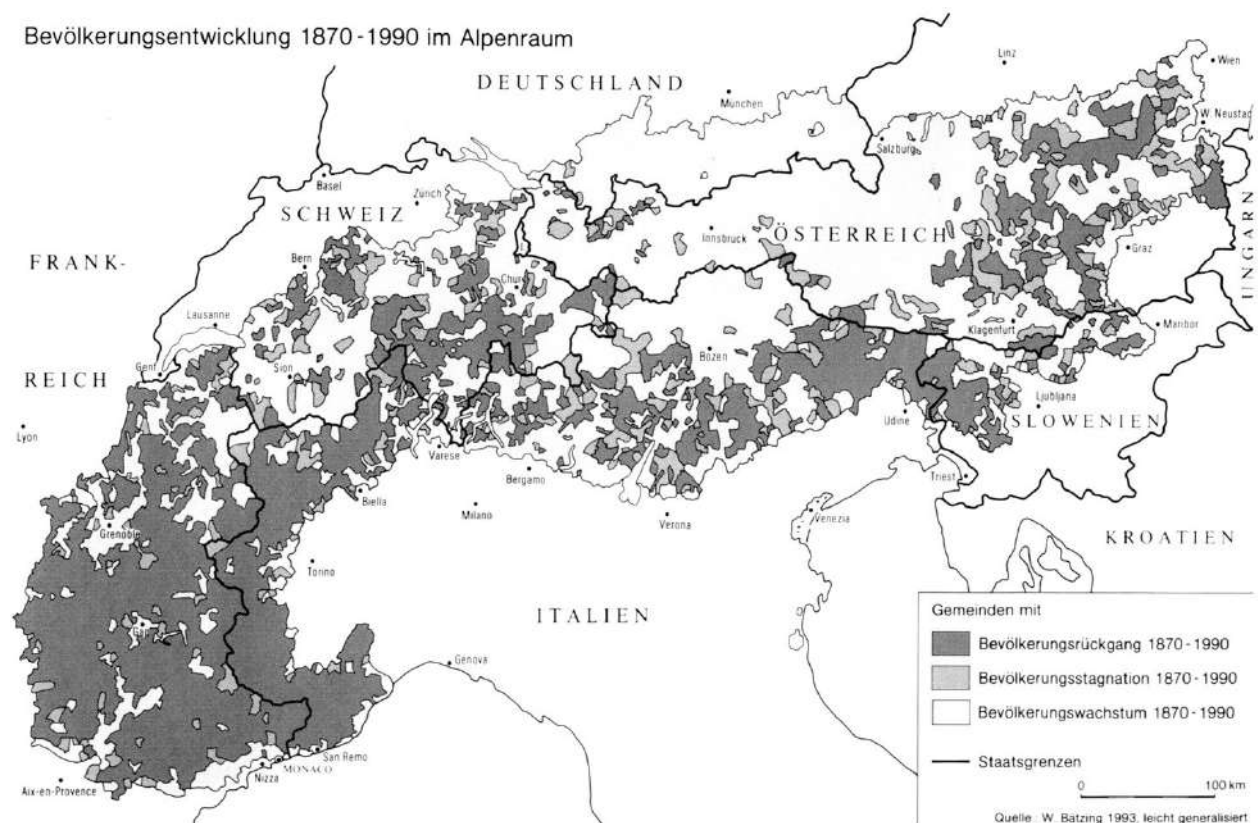 Bevölkerungsentwicklung 1870-1990 im Alpenraum
DEUTSCHLAND
Linz
Wien
München
W. Neustad
Salzburg
Basel
Zürich
SCHWEIZ
Innsbruck
ÖSTERREICH
Graz
UNGARN
FRANK-
Bern
Chur
Lausanne
Klagenfurt
Maribor
Genf
Sion
Bozen
REICH
Ljubljana
Udine
SLOWENIEN
Lyon
Varese
Bergamo
Triest
Biella
Milano
Verona
Venezia
Grenoble
KROATIEN
Torino
ITALIEN
Gap
Genova
San Remo
MONACO
Nizza
Aix-en-Provence
Gemeinden mit
Bevölkerungsrückgang 1870-1990
Bevölkerungsstagnation 1870-1990
Bevölkerungswachstum 1870-1990
Staatsgrenzen
0 100 km
Quelle: W. Bätzing 1993, leicht generalisiert